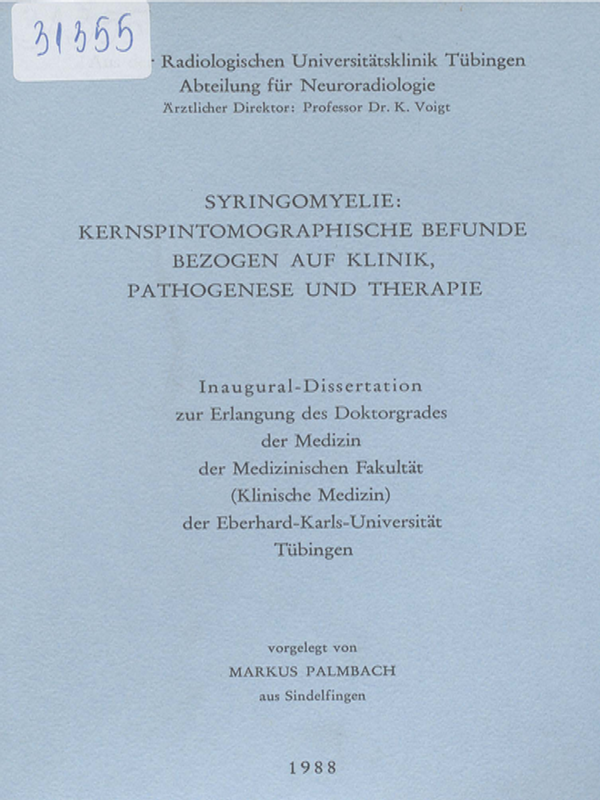 31355
Radiologischen Universitätsklinik Tübingen
Abteilung für Neuroradiologie
Ärztlicher Direktor: Professor Dr. K. Voigt
SYRINGOMYELIE:
KERNSPINTOMOGRAPHISCHE BEFUNDE
BEZOGEN AUF KLINIK,
PATHOGENESE UND THERAPIE
Inaugural-Dissertation
zur Erlangung des Doktorgrades
der Medizin
der Medizinischen Fakultät
(Klinische Medizin)
der Eberhard-Karls-Universität
Tübingen
vorgelegt von
MARKUS PALMBACH
aus Sindelfingen
1988